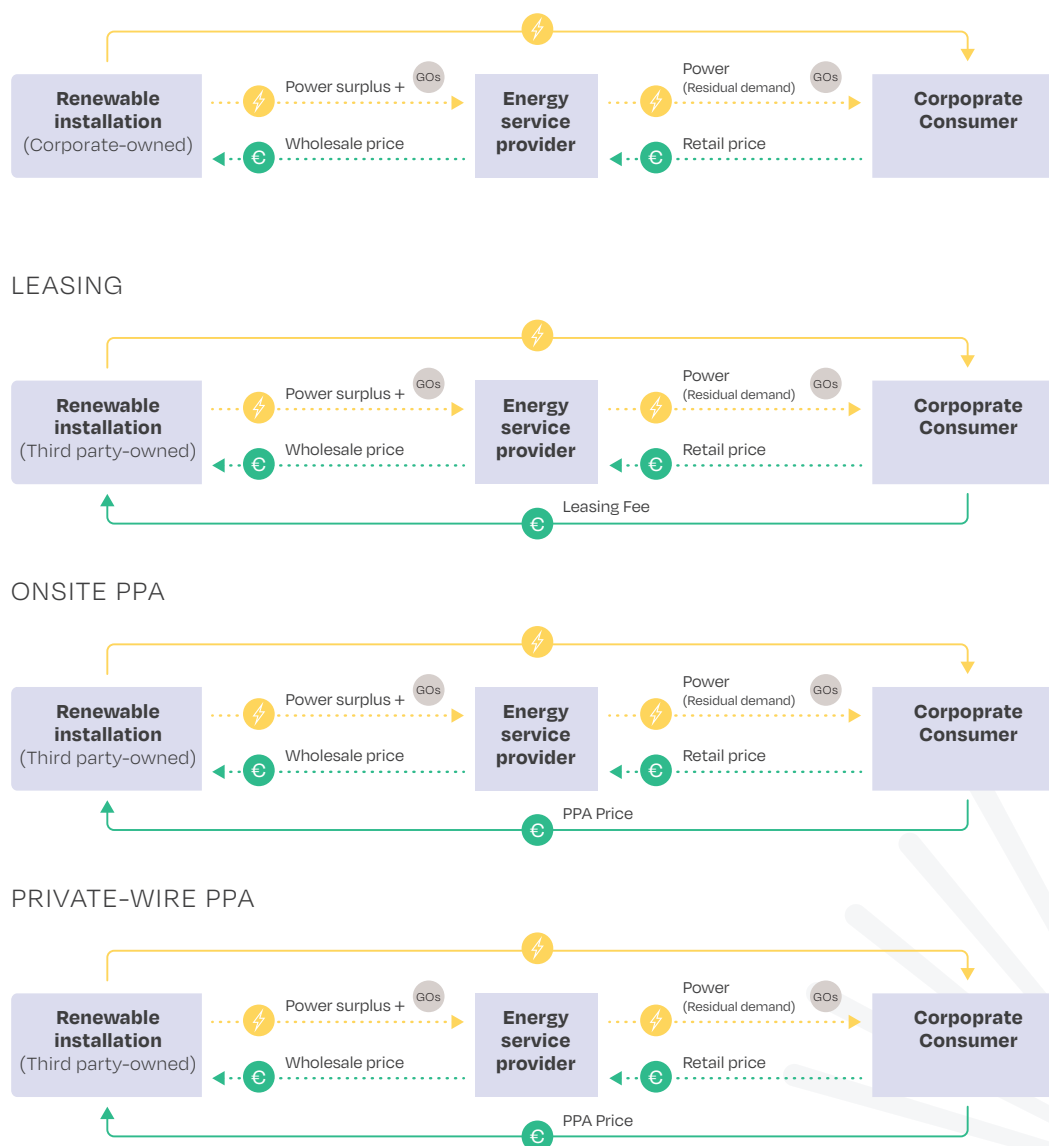 Power surplus +
GOs
Power
(Residual demand)
GOs
Renewable
installation
(Corporate-owned)
Energy
service
provider
Corpoprate
Consumer
Wholesale price
€
Retail price
€
LEASING
Power surplus +
GOs
Power
(Residual demand)
GOs
Renewable
installation
(Third party-owned)
Energy
service
provider
Corpoprate
Consumer
Wholesale price
€
Retail price
€
Leasing Fee
€
ONSITE PPA
Power surplus +
GOs
Power
(Residual demand)
GOs
Renewable
installation
(Third party-owned)
Energy
service
provider
Corpoprate
Consumer
Wholesale price
€
Retail price
€
PPA Price
€
PRIVATE-WIRE PPA
Power surplus +
GOs
Power
(Residual demand)
GOs
Renewable
installation
(Third party-owned)
Energy
service
provider
Corpoprate
Consumer
Wholesale price
€
Retail price
€
PPA Price
€